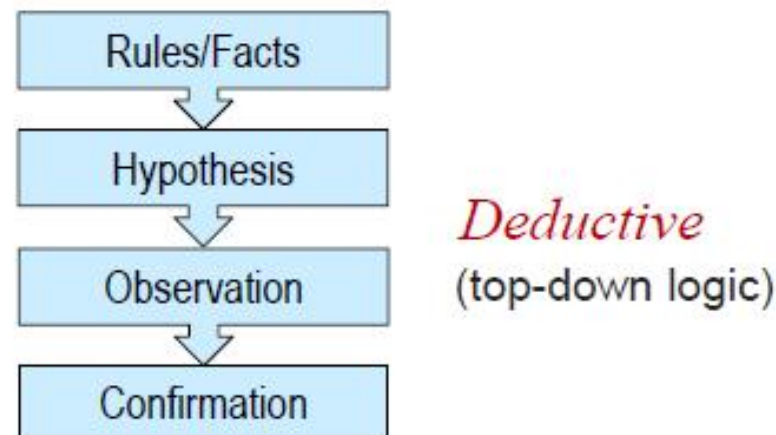 Rules/Facts
Hypothesis
Observation
Confirmation
Deductive
(top-down logic)